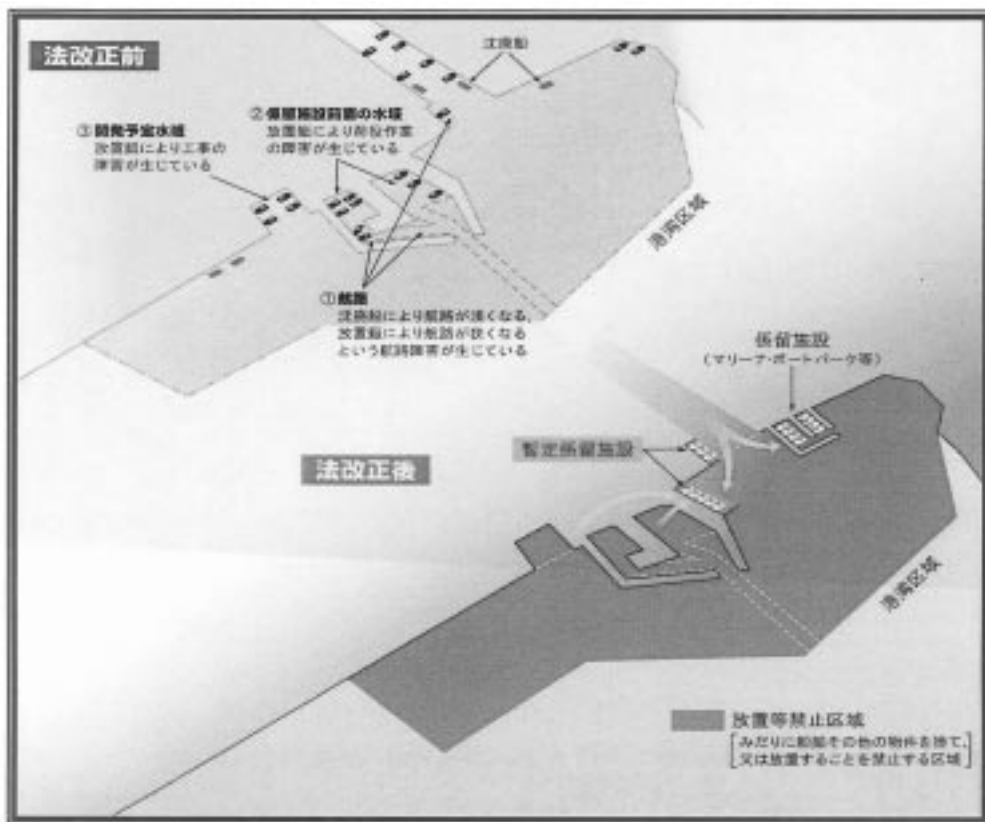 法改正前
沈廃船
②係留施設前面の水域
放置艇により荷役作業
の障害が生じている
③開発予定水域
放置艇により工事の
障害が生じている
港湾区域
①航路
沈廃船により航路が浅くなる、
放置艇により航路が狭くなる
という航路障害が生じている
係留施設
(マリーナ・ボートパーク等)
暫定係留施設
法改正後
港湾区域
放置等禁止区域
みだりに船舶その他の物件を捨て、
又は放置することを禁止する区域